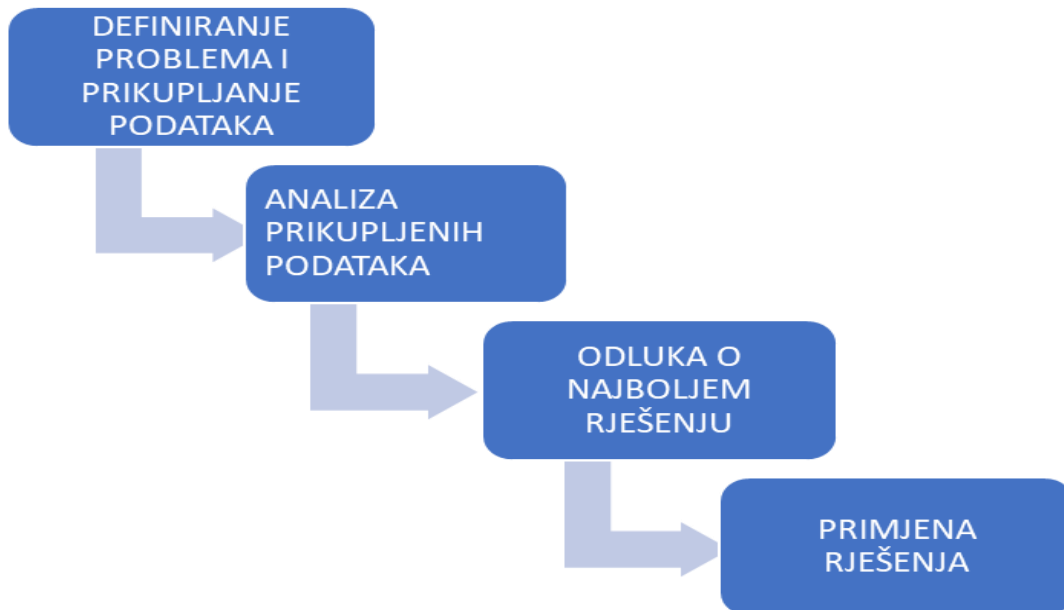 DEFINIRANJE
PROBLEMA I
PRIKUPLJANJE
PODATAKA
ANALIZA
PRIKUPLJENIH
PODATAKA
ODLUKA O
NAJBOLJEM
RJEŠENJU
PRIMJENA
RJEŠENJA